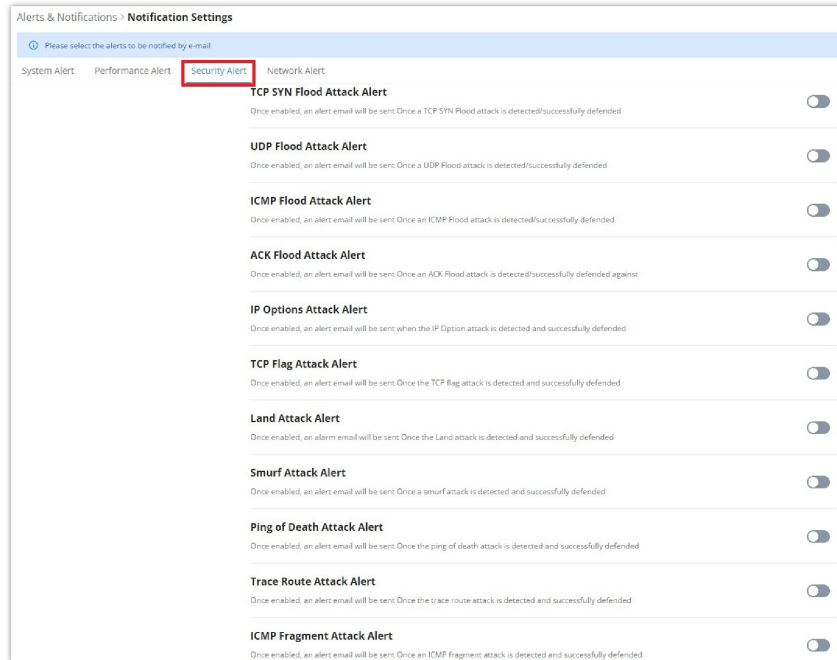 Alerts & Notifications > Notification Settings
Please select the alerts to be notified by e-mail
System Alert Performance Alert Security Alert Network Alert
TCP SYN Flood Attack Alert
Once enabled, an alert email will be sent Once a TCP SYN Flood attack is detected/successfully defended
UDP Flood Attack Alert
Once enabled, an alert email will be sent Once a UDP Flood attack is detected/successfully defended
ICMP Flood Attack Alert
Once enabled, an alert email will be sent Once an ICMP Flood attack is detected/successfully defended
ACK Flood Attack Alert
Once enabled, an alert email will be sent Once an ACK Flood attack is detected/successfully defended against
IP Options Attack Alert
Once enabled, an alert email will be sent when the IP Option attack is detected and successfully defended
TCP Flag Attack Alert
Once enabled, an alert email will be sent Once the TCP flag attack is detected and successfully defended
Land Attack Alert
Once enabled, an alarm email will be sent Once the Land attack is detected and successfully defended
Smurf Attack Alert
Once enabled, an alert email will be sent Once a smurf attack is detected and successfully defended
Ping of Death Attack Alert
Once enabled, an alert email will be sent Once the ping of death attack is detected and successfully defended
Trace Route Attack Alert
Once enabled, an alert email will be sent Once the trace route attack is detected and successfully defended
ICMP Fragment Attack Alert
Once enabled, an alert email will be sent Once an ICMP fragment attack is detected and successfully defended